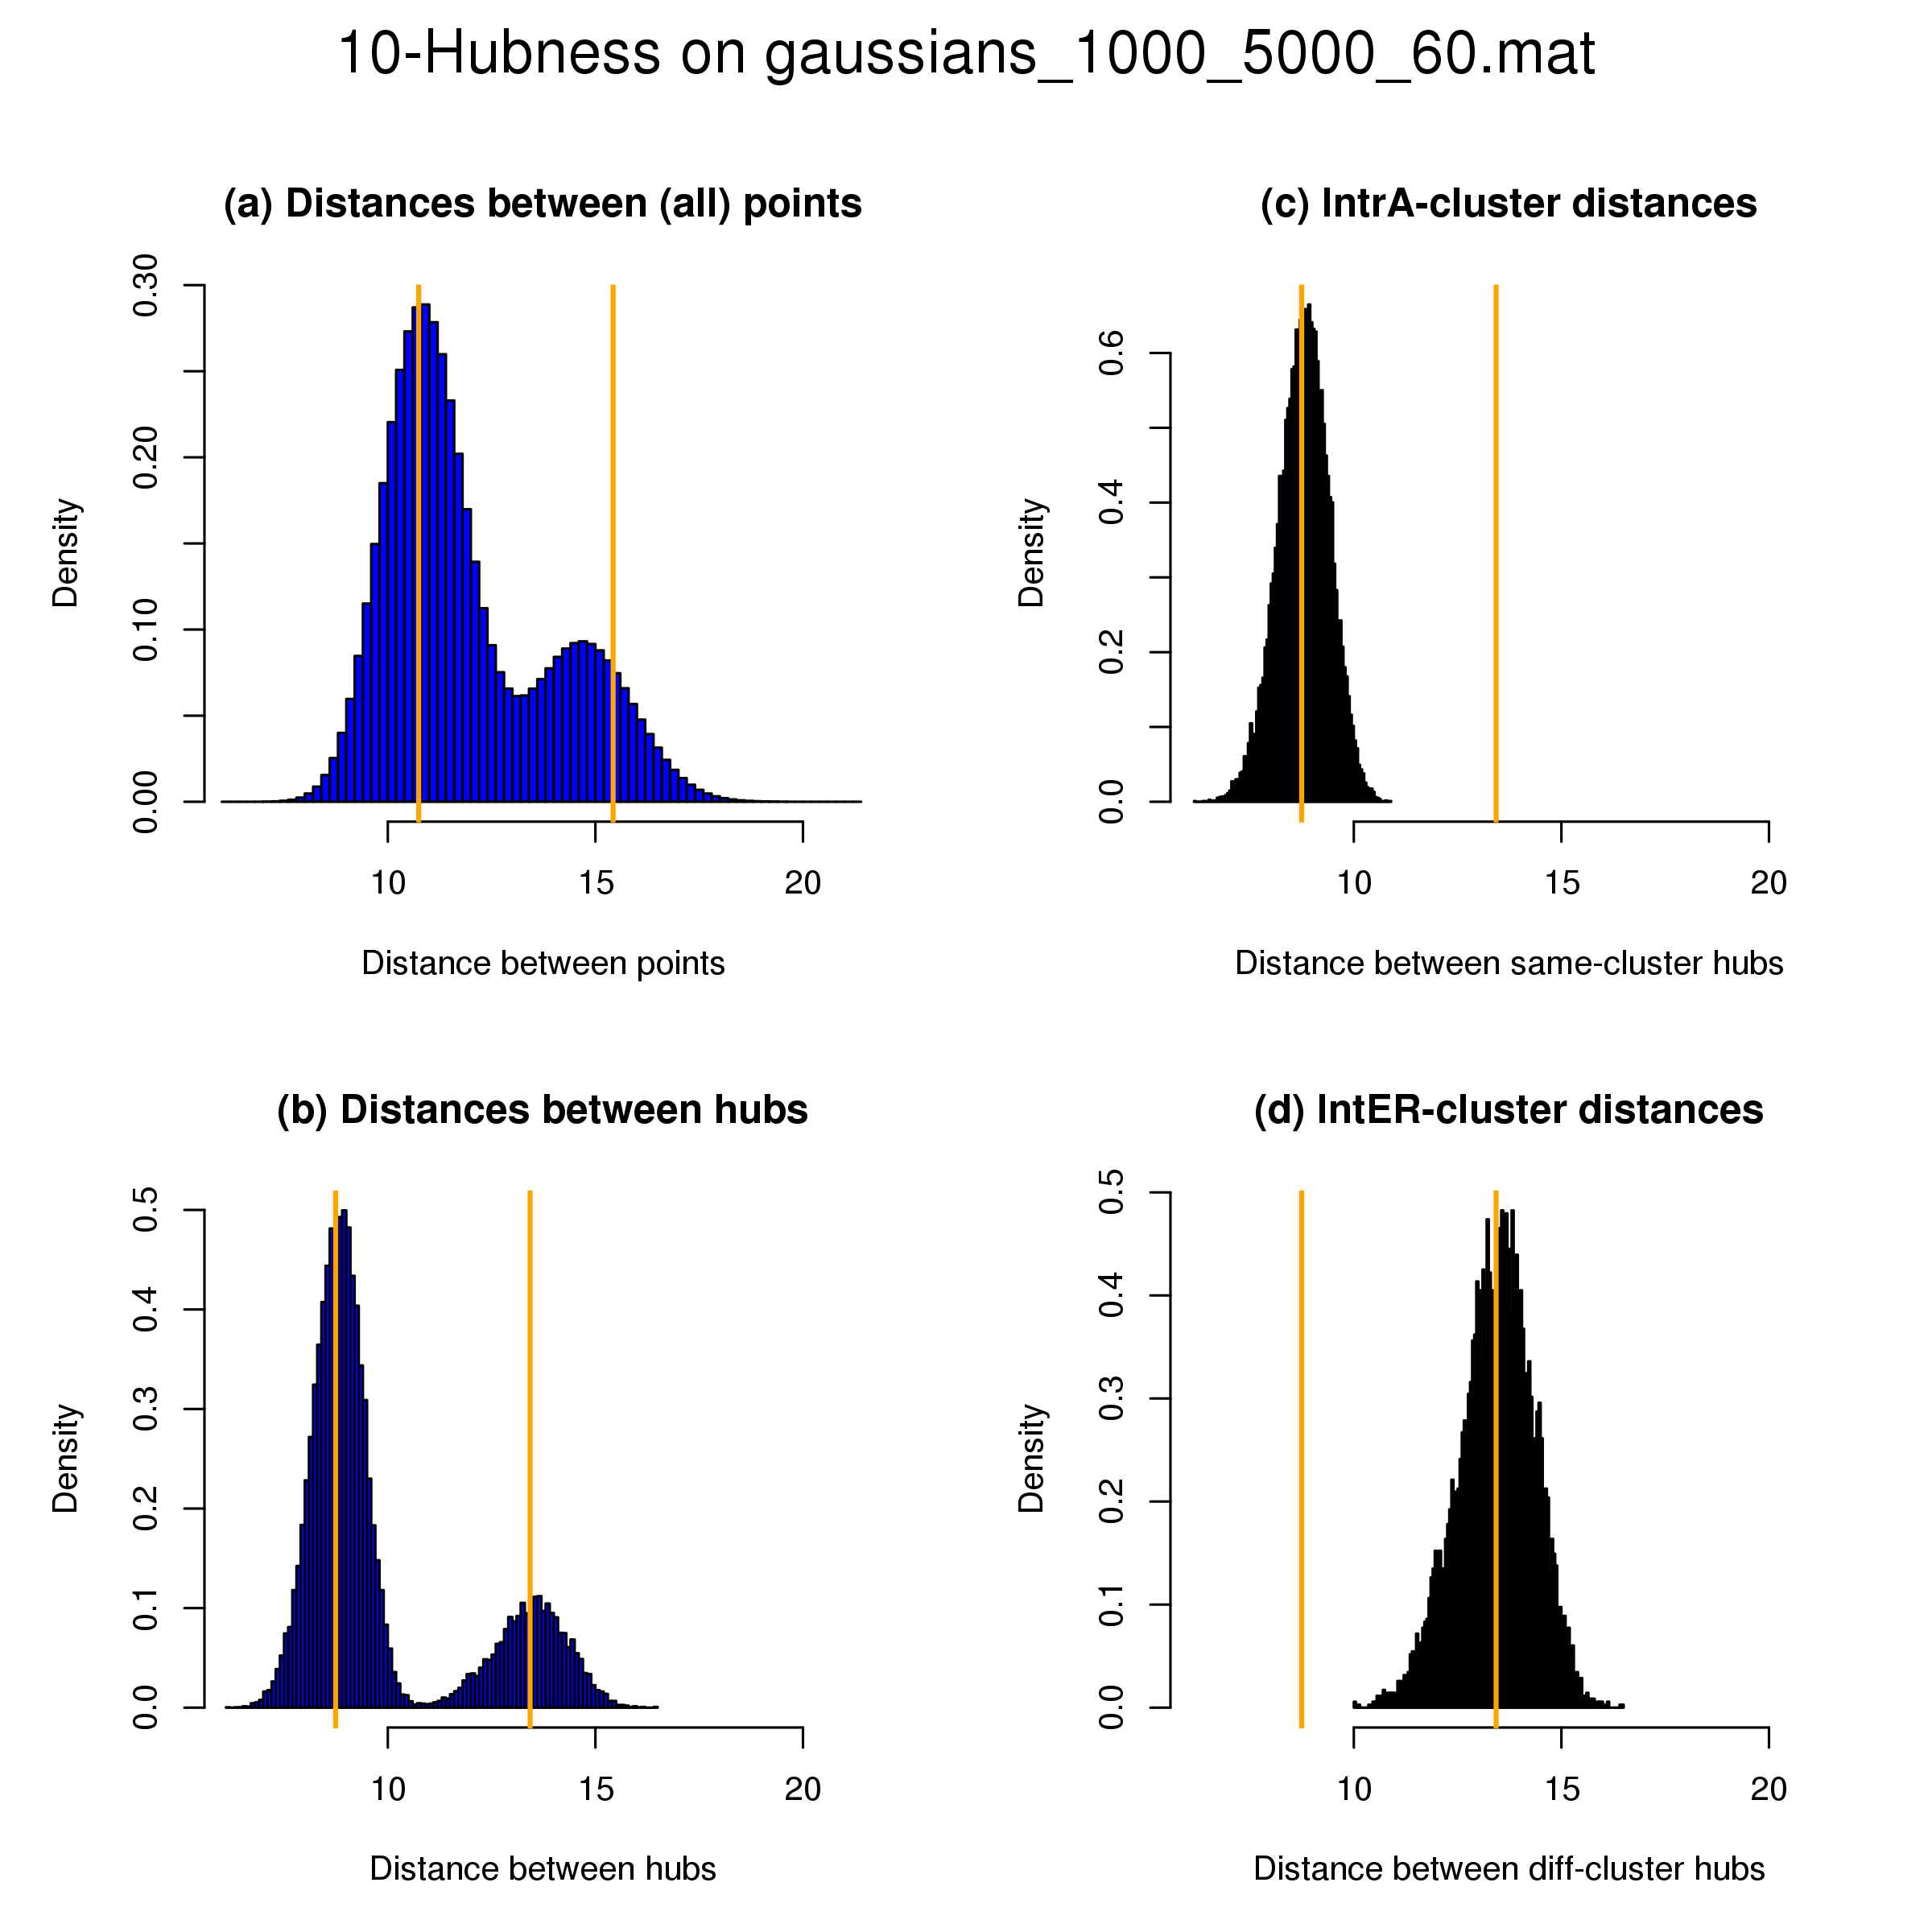 10-Hubness on gaussians_1000_5000_60.mat
(a) Distances between (all) points
Density
0.00 0.10 0.20 0.30
10 15 20
Distance between points
(c) IntrA-cluster distances
Density
0.0 0.2 0.4 0.6
10 15 20
Distance between same-cluster hubs
(b) Distances between hubs
Density
0.0 0.1 0.2 0.3 0.4 0.5
10 15 20
Distance between hubs
(d) IntER-cluster distances
Density
0.0 0.1 0.2 0.3 0.4 0.5
10 15 20
Distance between diff-cluster hubs